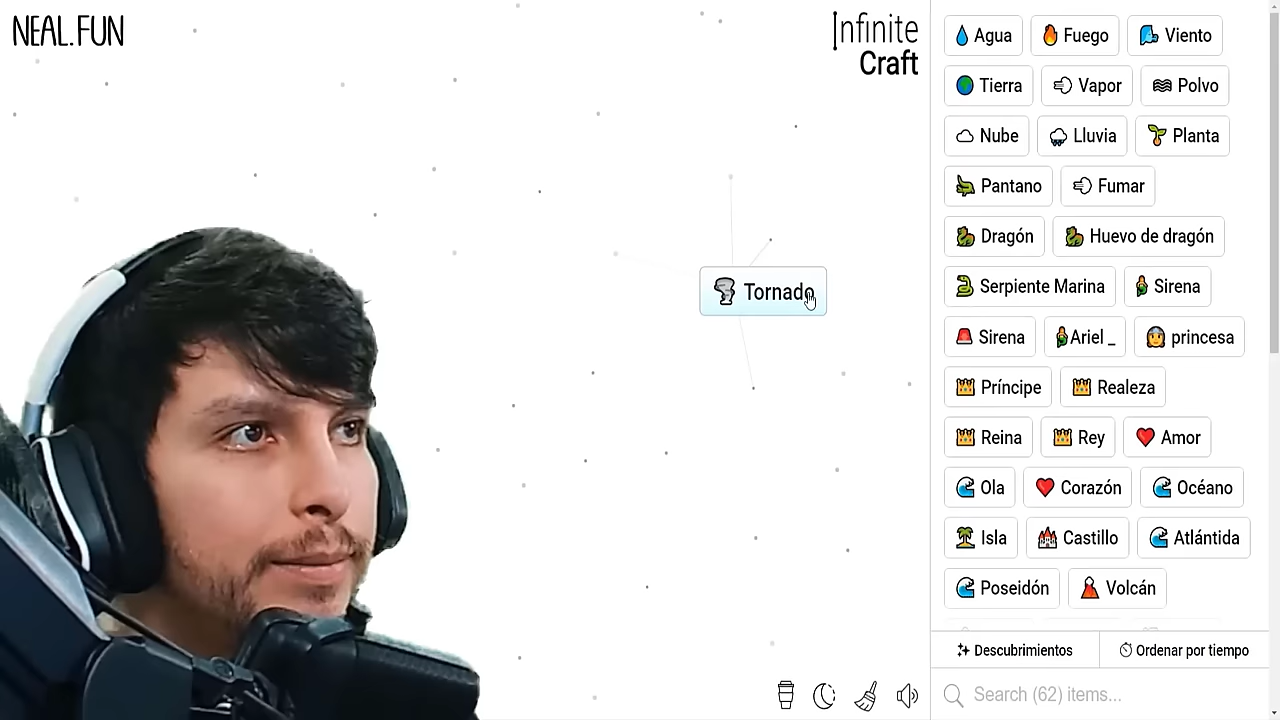 NEAL.FUN
Infinite
Craft
Tornado
Agua Fuego Viento
Tierra Vapor Polvo
Nube Lluvia Planta
Pantano Fumar
Dragón Huevo de dragón
Serpiente Marina Sirena
Sirena Ariel _ princesa
Príncipe Realeza
Reina Rey Amor
Ola Corazón Océano
Isla Castillo Atlántida
Poseidón Volcán
Descubrimientos Ordenar por tiempo
Search (62) items...